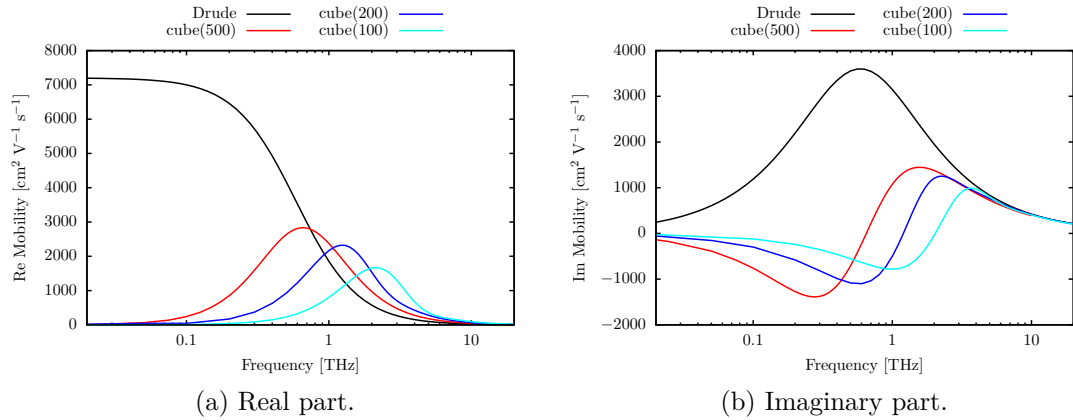 Drude
cube(500)
cube(200)
cube(100)
8000
7000
6000
5000
4000
3000
2000
1000
0
Re Mobility [cm² V⁻¹ s⁻¹]
0.1
1
10
Frequency [THz]
(a) Real part.
Drude
cube(500)
cube(200)
cube(100)
4000
3000
2000
1000
0
−1000
−2000
Im Mobility [cm² V⁻¹ s⁻¹]
0.1
1
10
Frequency [THz]
(b) Imaginary part.